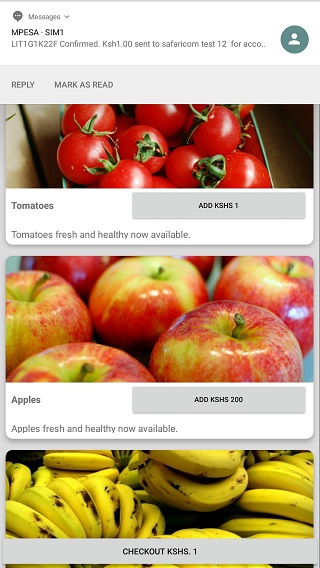 Messages
MPESA · SIM1
LIT1G1K22F Confirmed. Ksh1.00 sent to safaricom test 12 for acco..
REPLY MARK AS READ
Tomatoes ADD KSHS 1
Tomatoes fresh and healthy now available.
Apples ADD KSHS 200
Apples fresh and healthy now available.
CHECKOUT KSHS. 1